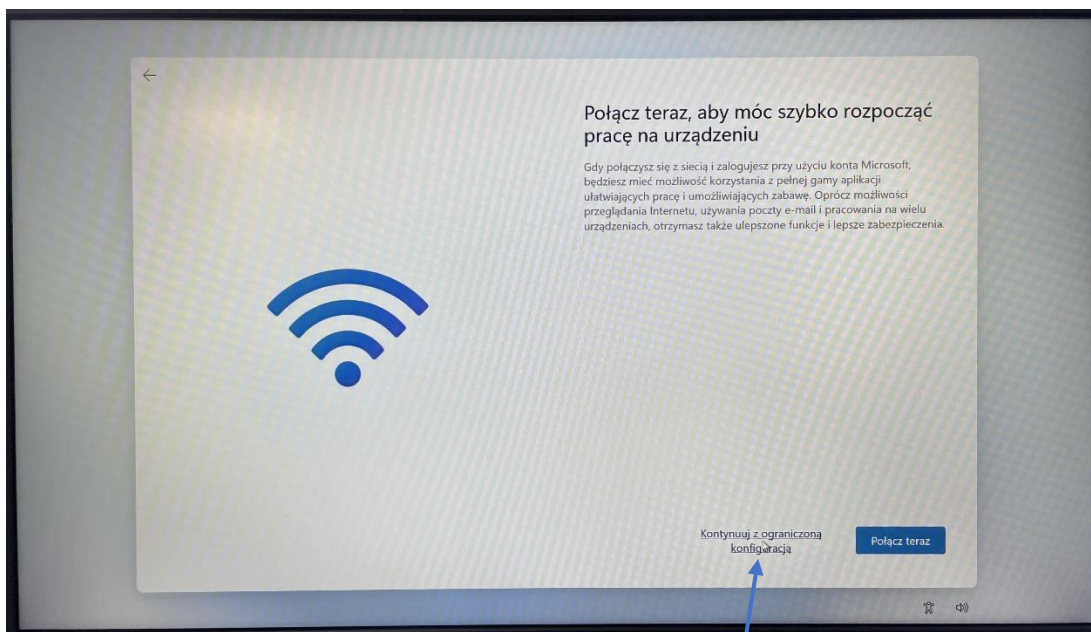 Połącz teraz, aby móc szybko rozpocząć
pracę na urządzeniu
Gdy połączysz się z siecią i zalogujesz przy użyciu konta Microsoft,
będziesz mieć możliwość korzystania z pełnej gamy aplikacji
ułatwiających pracę i umożliwiających zabawę. Oprócz możliwości
przeglądania Internetu, używania poczty e-mail i pracowania na wielu
urządzeniach, otrzymasz także ulepszone funkcje i lepsze zabezpieczenia.
Kontynuuj z ograniczoną
konfiguracją
Połącz teraz